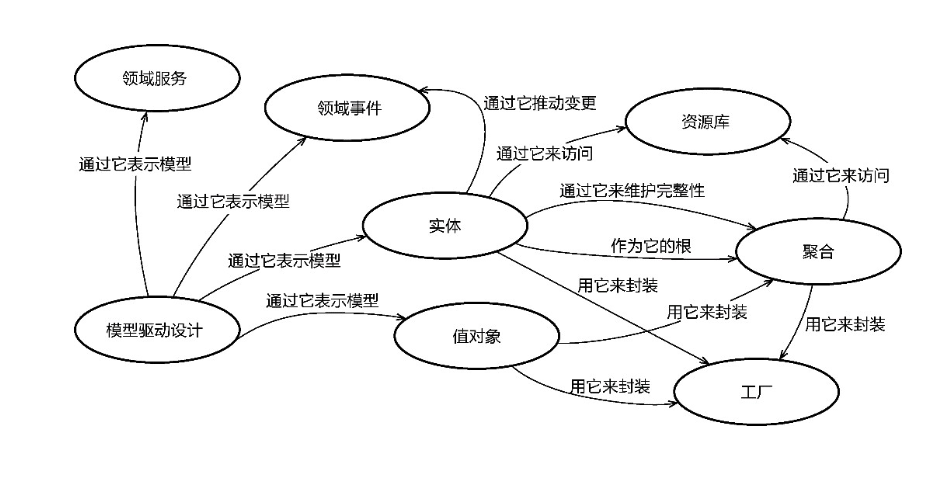 领域服务
领域事件
通过它推动变更
资源库
通过它来访问
通过它表示模型
通过它来访问
通过它来维护完整性
通过它表示模型
实体
作为它的根
聚合
通过它表示模型
用它来封装
通过它表示模型
用它来封装
用它来封装
模型驱动设计
值对象
用它来封装
工厂